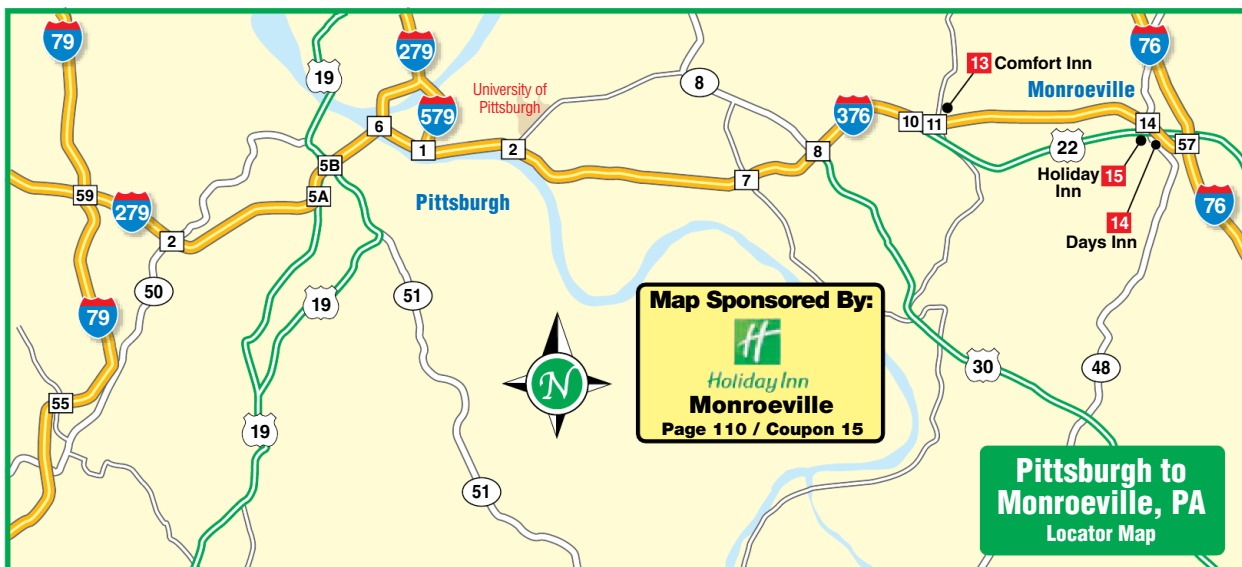 79
19
279
579
University of
Pittsburgh
8
376
13 Comfort Inn
Monroeville
76
6
1
2
10
11
14
22
57
5B
5A
59
279
2
Pittsburgh
7
8
Holiday
Inn
15
14
Days Inn
76
50
79
19
51
Map Sponsored By:
H
Holiday Inn
Monroeville
Page 110 / Coupon 15
N
30
48
55
19
51
Pittsburgh to
Monroeville, PA
Locator Map